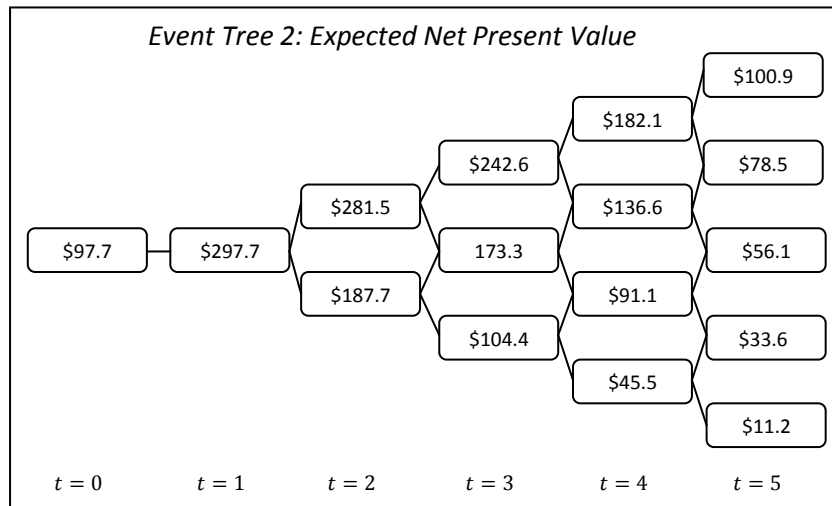 Event Tree 2: Expected Net Present Value
$100.9
$182.1
$242.6
$78.5
$281.5
$136.6
$97.7
$297.7
173.3
$56.1
$187.7
$91.1
$104.4
$33.6
$45.5
$11.2
t = 0
t = 1
t = 2
t = 3
t = 4
t = 5